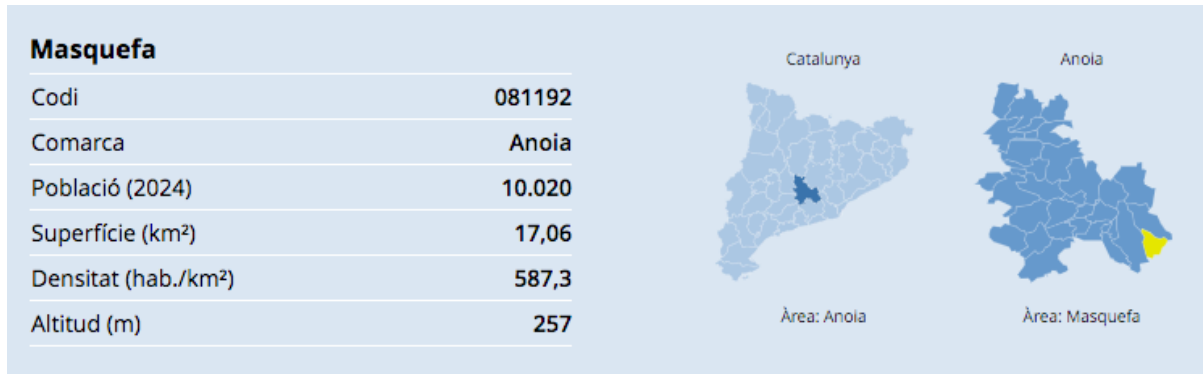 Masquefa
Codi 081192
Comarca Anoia
Població (2024) 10.020
Superfície (km²) 17,06
Densitat (hab./km²) 587,3
Altitud (m) 257
Catalunya
Àrea: Anoia
Anoia
Àrea: Masquefa